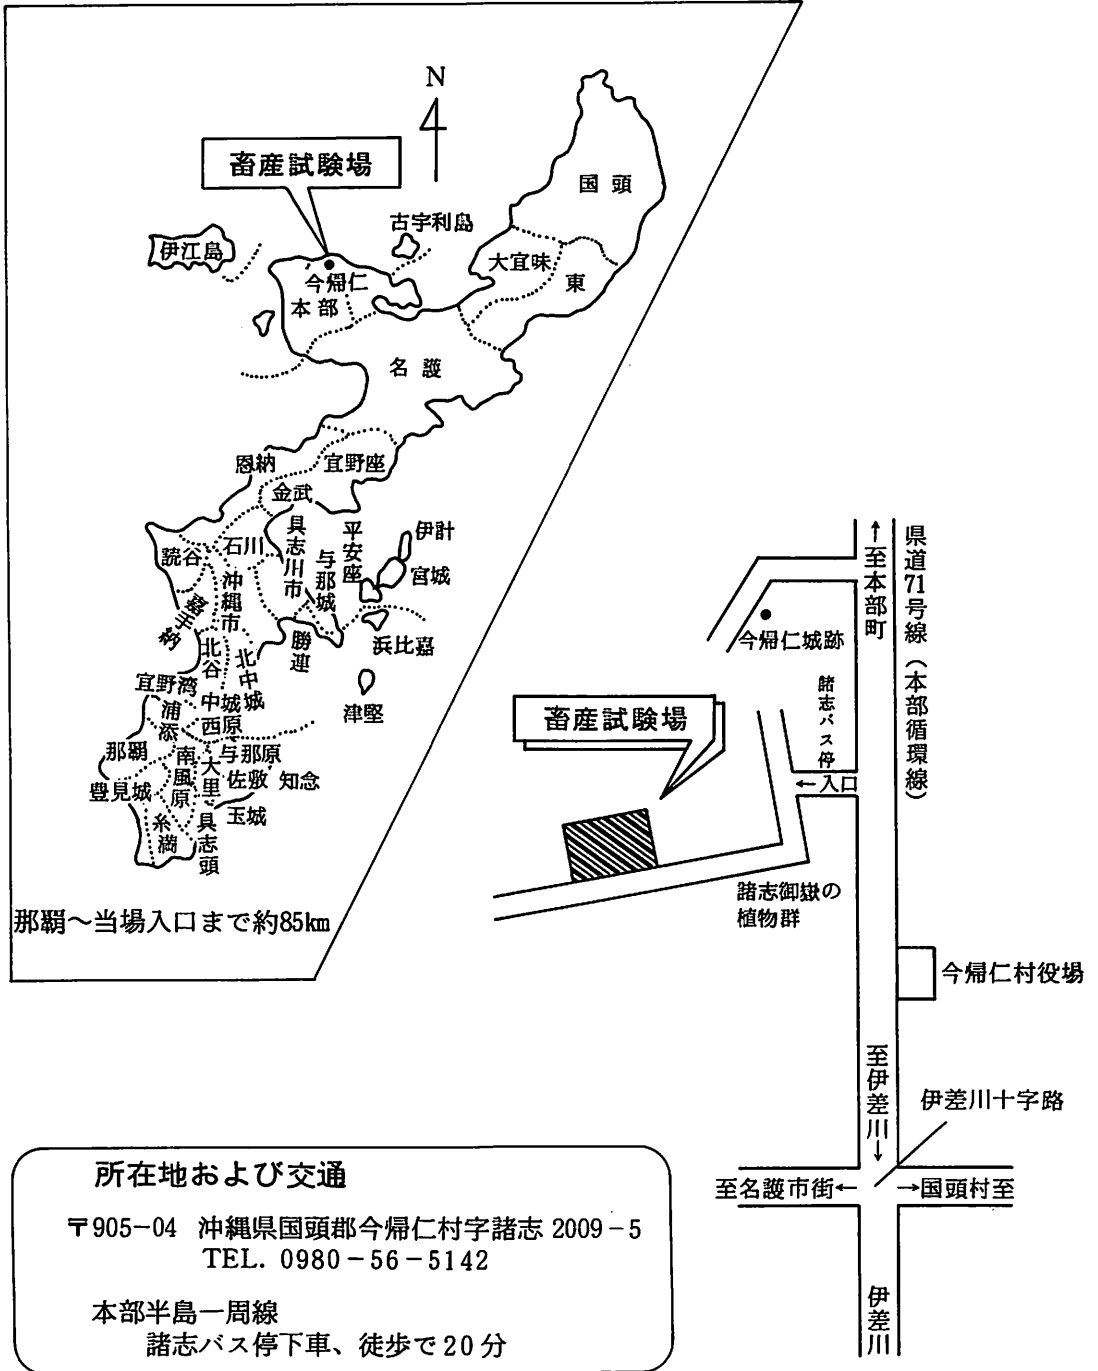 N
畜産試験場
国頭
古宇利島
伊江島
大宜味
東
今帰仁
本部
名護
恩納
宜野座
金武
読谷
石川
具志川市
与那城
平安座
伊計
宮城
嘉手納
沖縄市
勝連
浜比嘉
北谷
北中城
津堅
宜野湾
中城
西原
浦添
那覇
南風原
大里
与那原
佐敷
知念
豊見城
玉城
糸満
具志頭
那覇〜当場入口まで約85km
↑至本部町
県道71号線(本部循環線)
今帰仁城跡
諸志バス停
畜産試験場
←入口
諸志御嶽の
植物群
今帰仁村役場
至伊差川↓
伊差川十字路
至名護市街←
→国頭村至
伊差川
所在地および交通
〒905-04 沖縄県国頭郡今帰仁村字諸志 2009-5
TEL. 0980-56-5142
本部半島一周線
諸志バス停下車、徒歩で20分